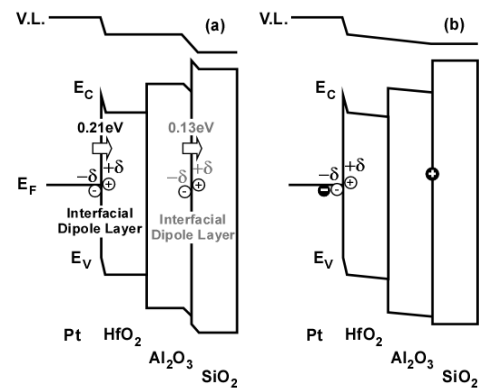 V.L.
(a)
E_C
0.21eV
0.13eV
−δ
+δ
−δ
+δ
E_F
-
+
-
+
Interfacial
Dipole Layer
Interfacial
Dipole Layer
E_V
Pt
HfO₂
Al₂O₃
SiO₂
V.L.
(b)
E_C
+δ
−δ
E_F
-
-
+
+
E_V
Pt
HfO₂
Al₂O₃
SiO₂